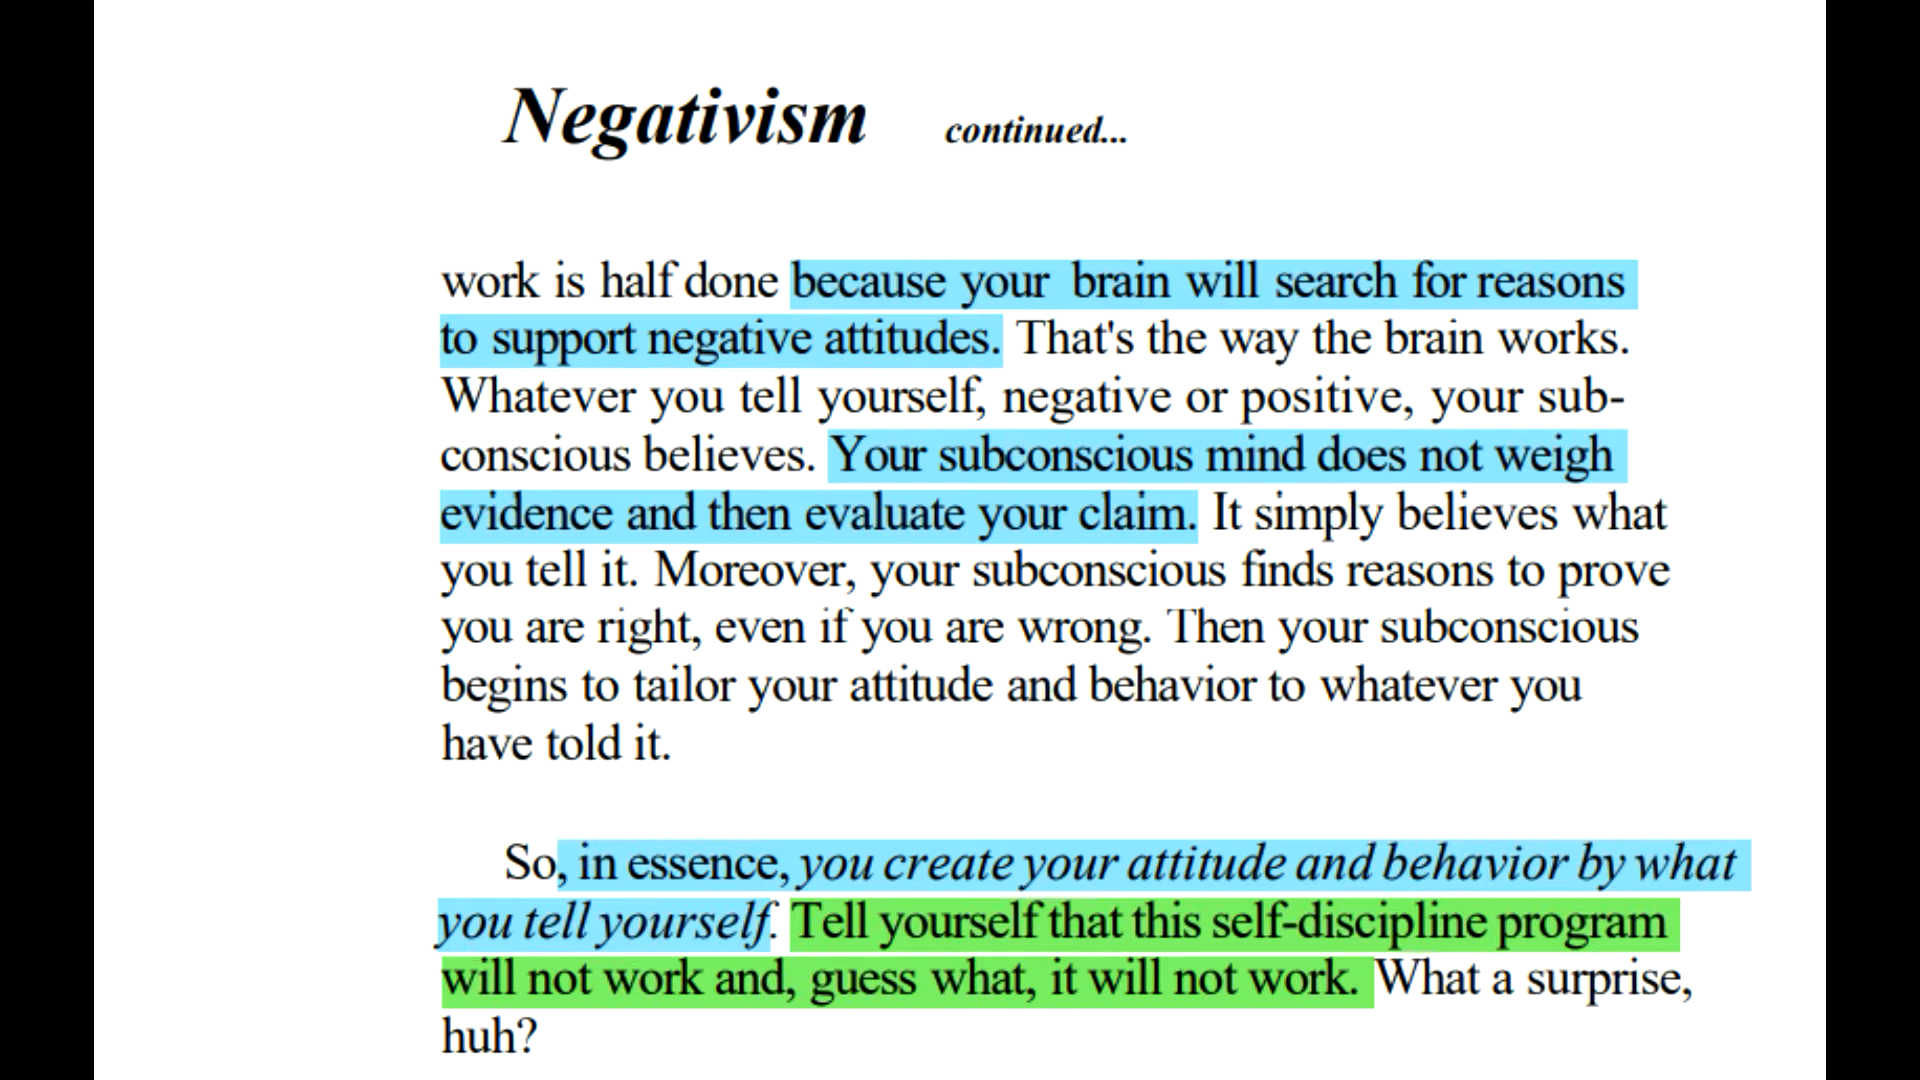 Negativism continued...
work is half done because your brain will search for reasons
to support negative attitudes. That's the way the brain works.
Whatever you tell yourself, negative or positive, your sub-
conscious believes. Your subconscious mind does not weigh
evidence and then evaluate your claim. It simply believes what
you tell it. Moreover, your subconscious finds reasons to prove
you are right, even if you are wrong. Then your subconscious
begins to tailor your attitude and behavior to whatever you
have told it.
So, in essence, you create your attitude and behavior by what
you tell yourself. Tell yourself that this self-discipline program
will not work and, guess what, it will not work. What a surprise,
huh?